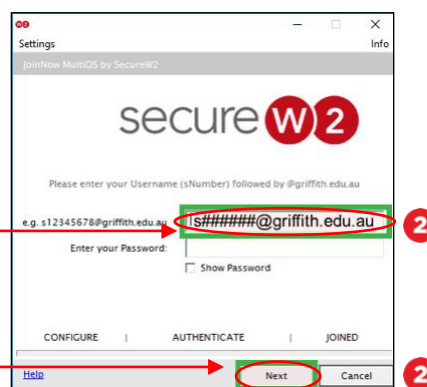 Settings Info
JoinNow MultiOS by SecureW2
secure W2
Please enter your Username (sNumber) followed by @griffith.edu.au
e.g. s12345678@griffith.edu.au s######@griffith.edu.au 2
Enter your Password:
Show Password
CONFIGURE | AUTHENTICATE | JOINED
Help Next Cancel 2